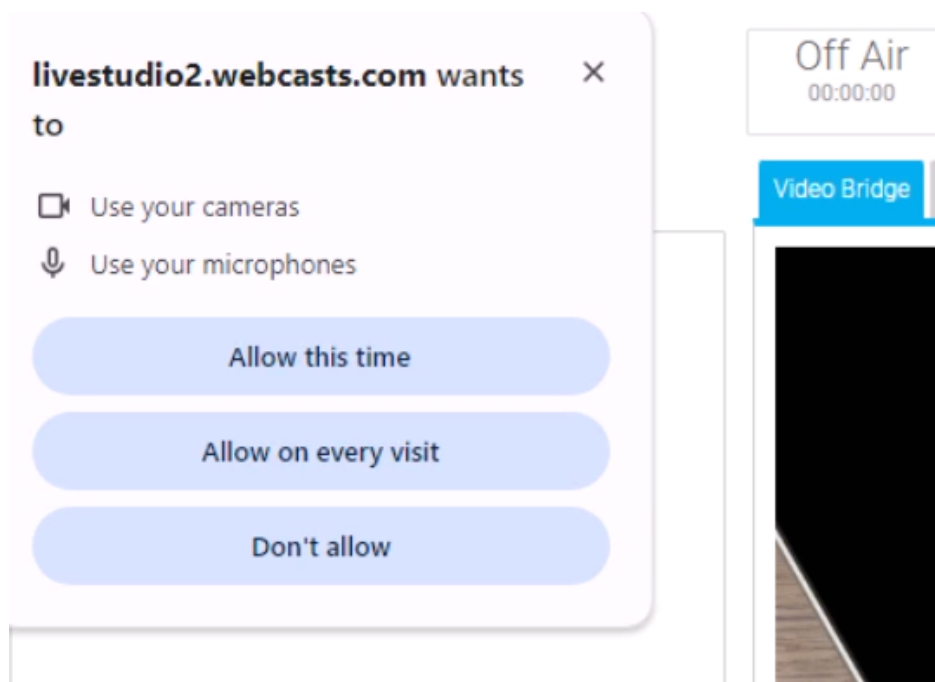 livestudio2.webcasts.com wants
to
Use your cameras
Use your microphones
Allow this time
Allow on every visit
Don't allow
Off Air
00:00:00
Video Bridge